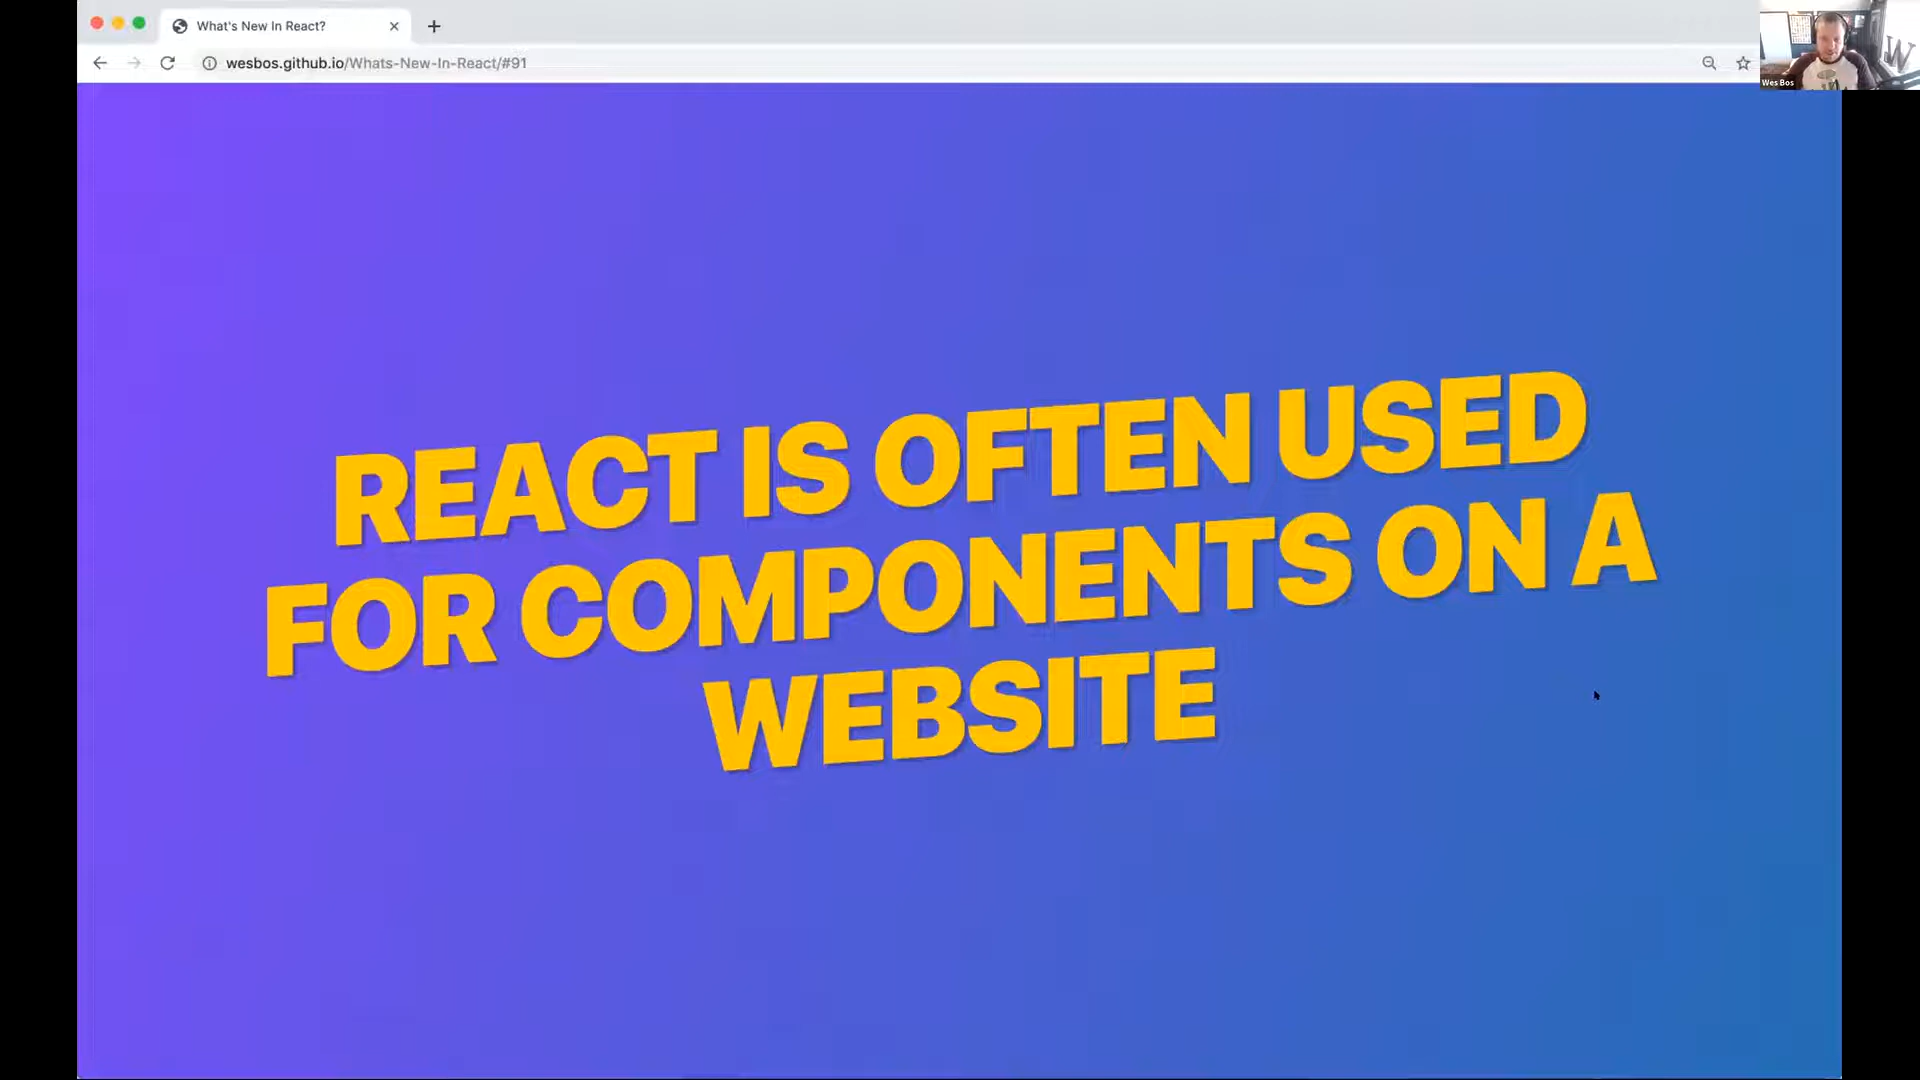 What's New In React?
wesbos.github.io/Whats-New-In-React/#91
Wes Bos
REACT IS OFTEN USED
FOR COMPONENTS ON A
WEBSITE